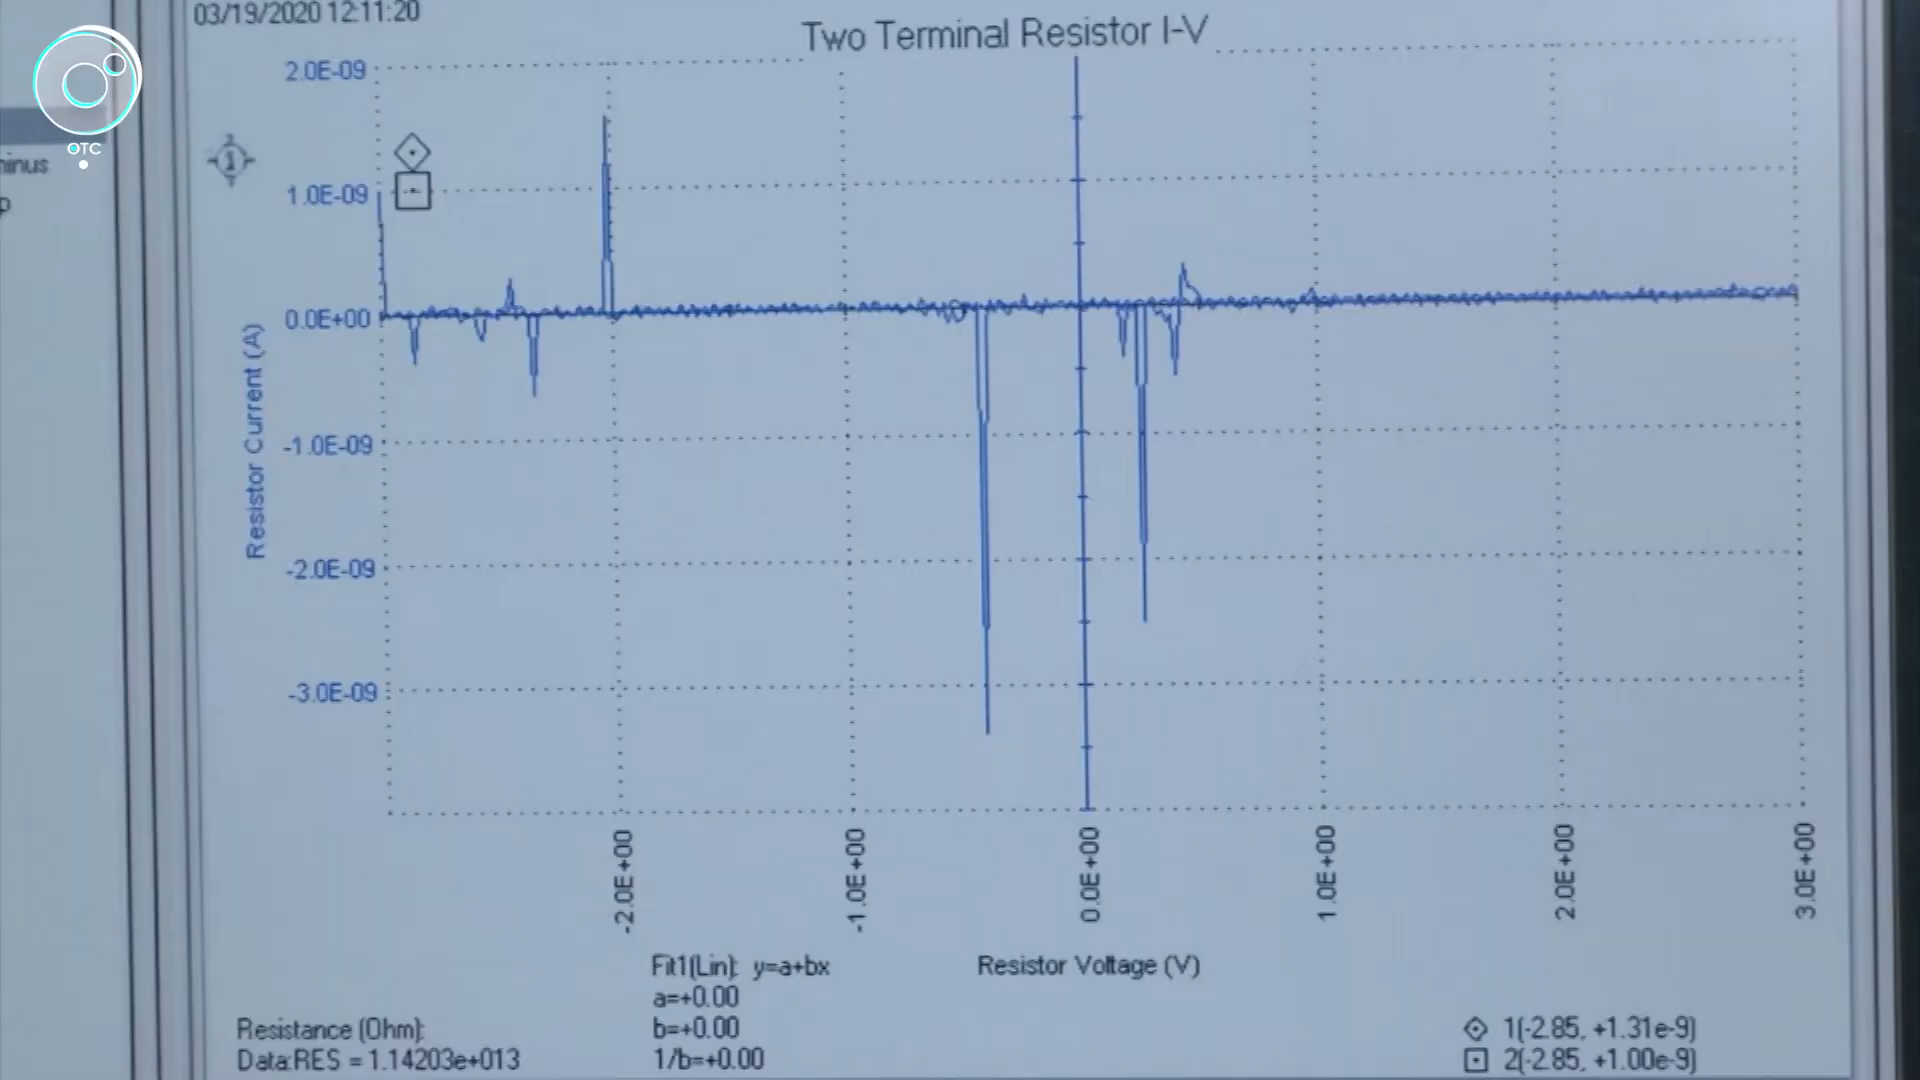 03/19/2020 12:11:20
Two Terminal Resistor I-V
OTC
inus
2.0E-09
1.0E-09
0.0E+00
-1.0E-09
-2.0E-09
-3.0E-09
Resistor Current (A)
1
-2.0E+00
-1.0E+00
0.0E+00
1.0E+00
2.0E+00
3.0E+00
Resistor Voltage (V)
Fit1(Lin): y=a+bx
a=+0.00
b=+0.00
1/b=+0.00
Resistance (Ohm):
Data:RES = 1.14203e+013
1(-2.85, +1.31e-9)
2(-2.85, +1.00e-9)